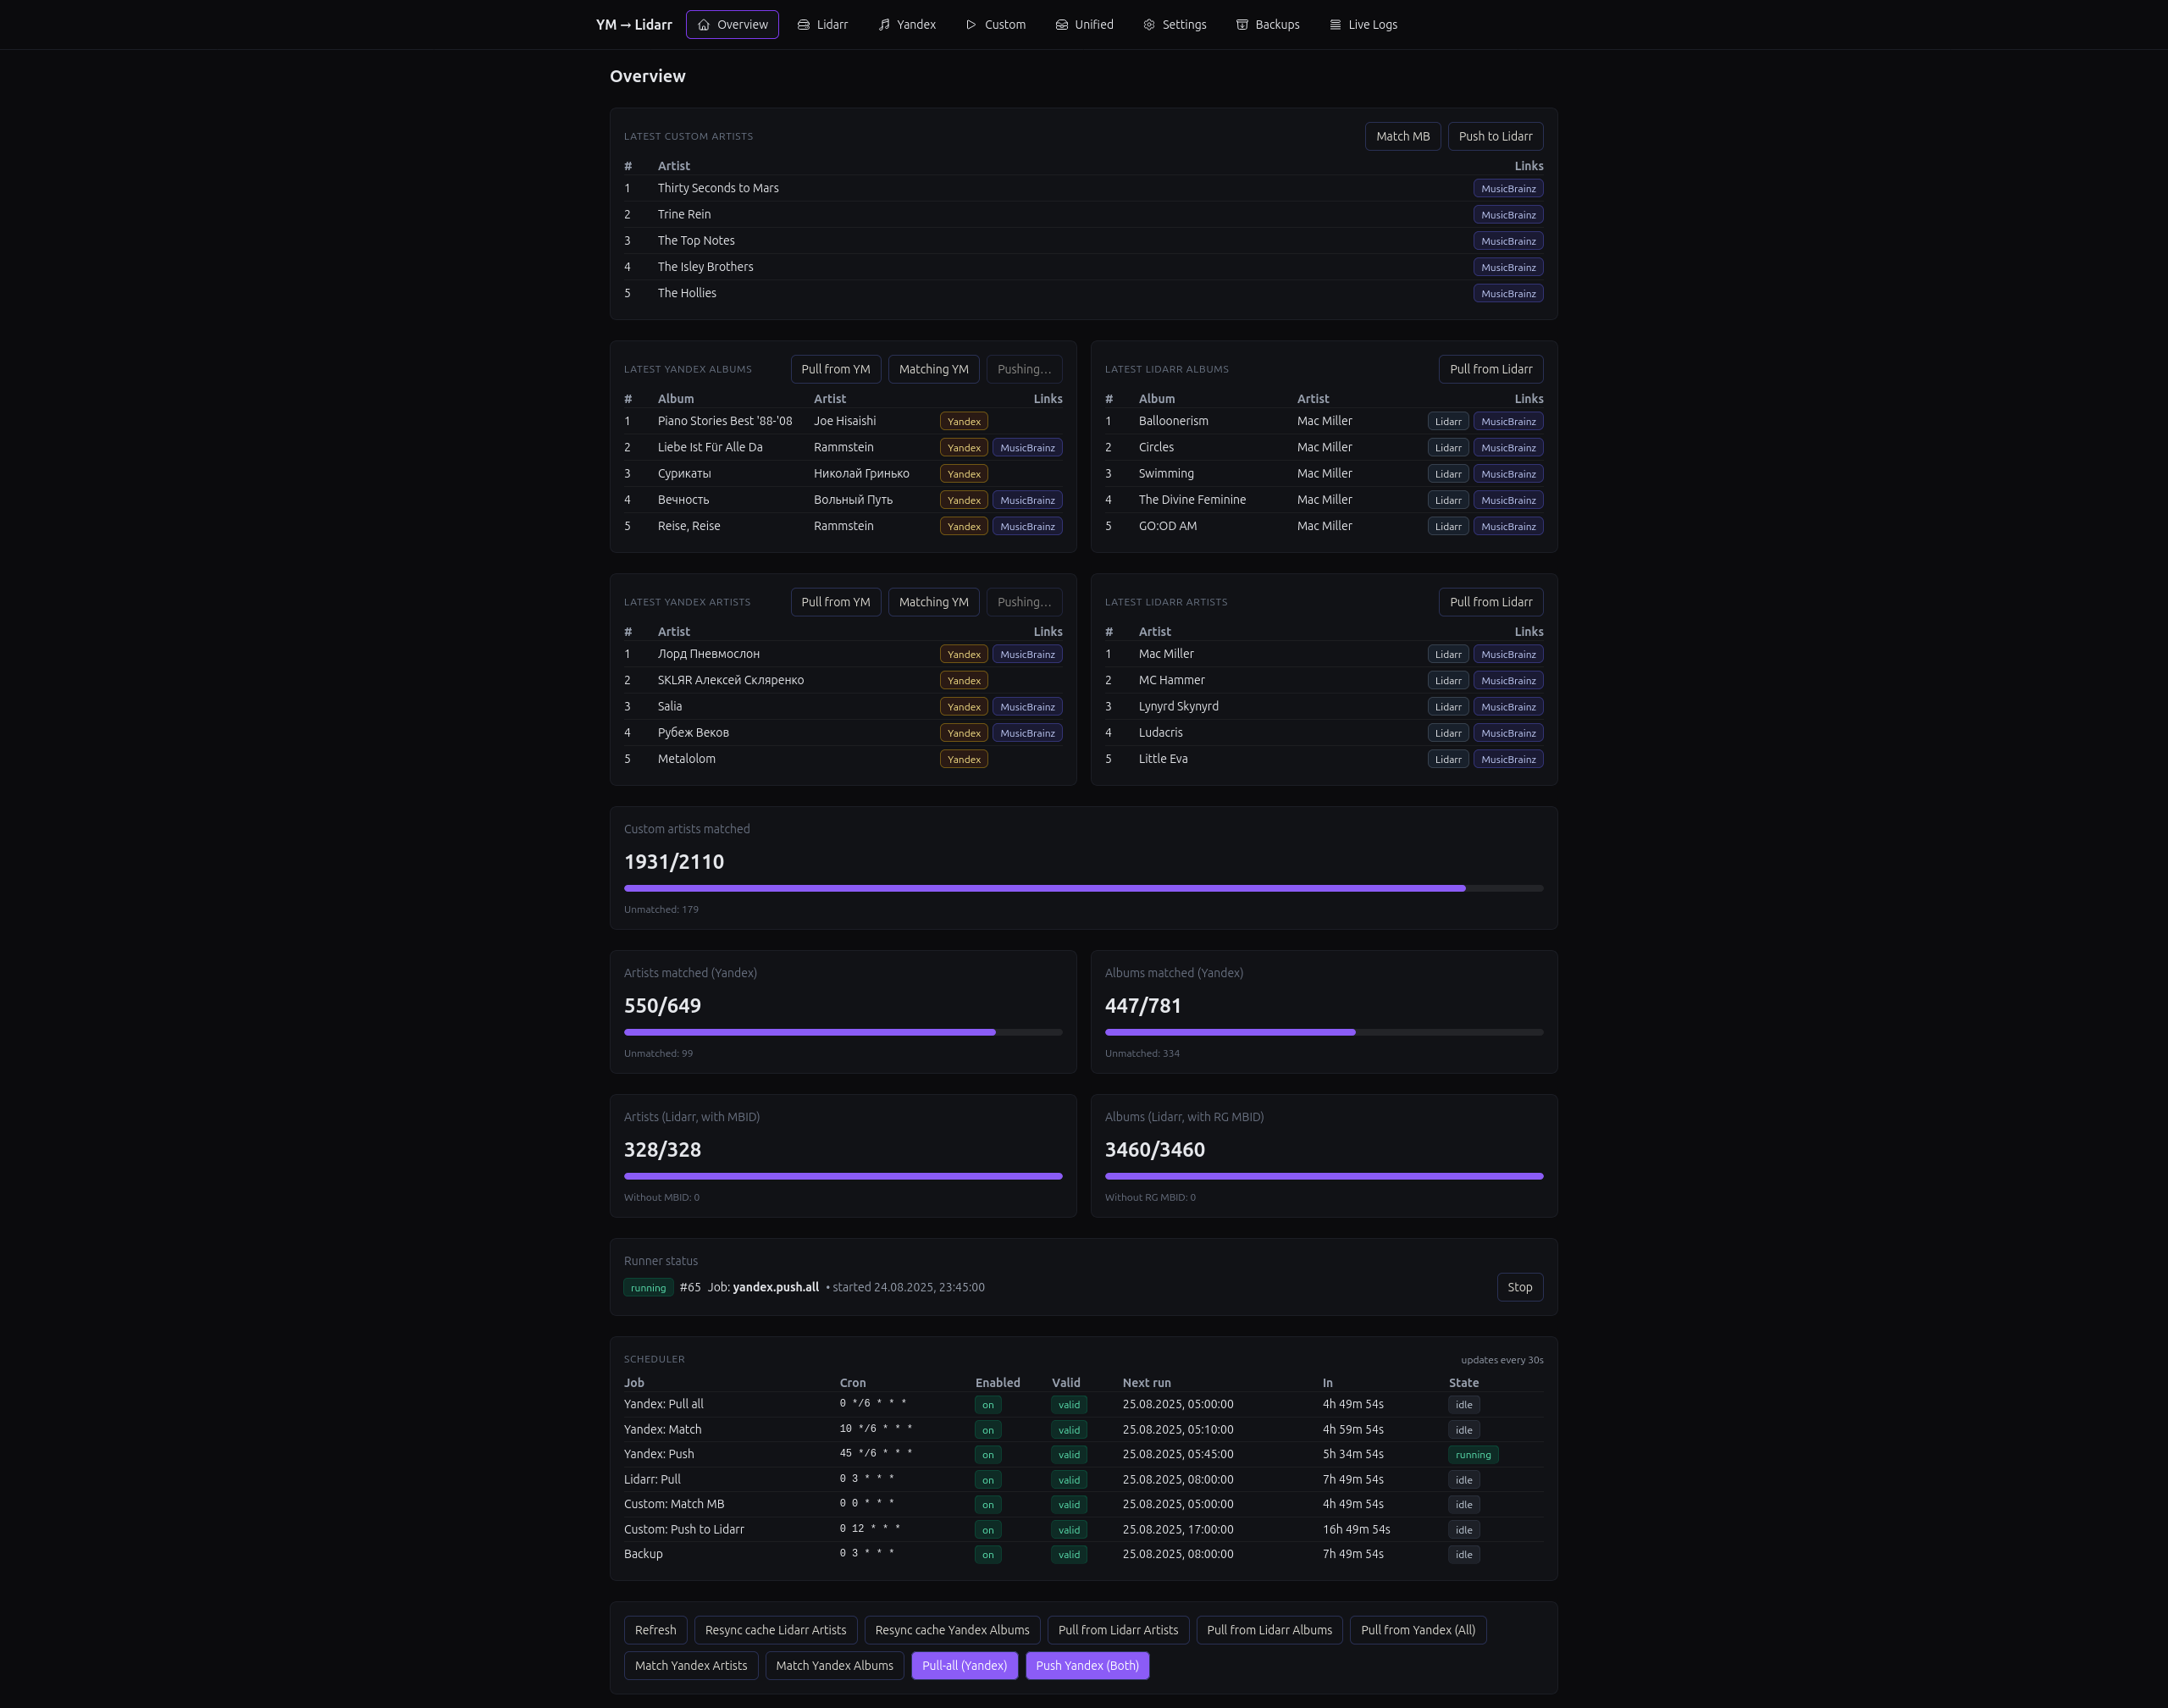 YM → Lidarr Overview Lidarr Yandex Custom Unified Settings Backups Live Logs
Overview
LATEST CUSTOM ARTISTS Match MB Push to Lidarr
# Artist Links
1 Thirty Seconds to Mars MusicBrainz
2 Trine Rein MusicBrainz
3 The Top Notes MusicBrainz
4 The Isley Brothers MusicBrainz
5 The Hollies MusicBrainz
LATEST YANDEX ALBUMS Pull from YM Matching YM Pushing...
# Album Artist Links
1 Piano Stories Best '88-'08 Joe Hisaishi Yandex
2 Liebe Ist Für Alle Da Rammstein Yandex MusicBrainz
3 Сурикаты Николай Гринько Yandex
4 Вечность Вольный Путь Yandex MusicBrainz
5 Reise, Reise Rammstein Yandex MusicBrainz
LATEST LIDARR ALBUMS Pull from Lidarr
# Album Artist Links
1 Balloonerism Mac Miller Lidarr MusicBrainz
2 Circles Mac Miller Lidarr MusicBrainz
3 Swimming Mac Miller Lidarr MusicBrainz
4 The Divine Feminine Mac Miller Lidarr MusicBrainz
5 GO:OD AM Mac Miller Lidarr MusicBrainz
LATEST YANDEX ARTISTS Pull from YM Matching YM Pushing...
# Artist Links
1 Лорд Пневмослон Yandex MusicBrainz
2 SKLЯR Алексей Скляренко Yandex
3 Salia Yandex MusicBrainz
4 Рубеж Веков Yandex MusicBrainz
5 Metalolom Yandex
LATEST LIDARR ARTISTS Pull from Lidarr
# Artist Links
1 Mac Miller Lidarr MusicBrainz
2 MC Hammer Lidarr MusicBrainz
3 Lynyrd Skynyrd Lidarr MusicBrainz
4 Ludacris Lidarr MusicBrainz
5 Little Eva Lidarr MusicBrainz
Custom artists matched
1931/2110
Unmatched: 179
Artists matched (Yandex)
550/649
Unmatched: 99
Albums matched (Yandex)
447/781
Unmatched: 334
Artists (Lidarr, with MBID)
328/328
Without MBID: 0
Albums (Lidarr, with RG MBID)
3460/3460
Without RG MBID: 0
Runner status
running #65 Job: yandex.push.all • started 24.08.2025, 23:45:00 Stop
SCHEDULER updates every 30s
Job Cron Enabled Valid Next run In State
Yandex: Pull all 0 */6 * * * on valid 25.08.2025, 05:00:00 4h 49m 54s idle
Yandex: Match 10 */6 * * * on valid 25.08.2025, 05:10:00 4h 59m 54s idle
Yandex: Push 45 */6 * * * on valid 25.08.2025, 05:45:00 5h 34m 54s running
Lidarr: Pull 0 3 * * * on valid 25.08.2025, 08:00:00 7h 49m 54s idle
Custom: Match MB 0 0 * * * on valid 25.08.2025, 05:00:00 4h 49m 54s idle
Custom: Push to Lidarr 0 12 * * * on valid 25.08.2025, 17:00:00 16h 49m 54s idle
Backup 0 3 * * * on valid 25.08.2025, 08:00:00 7h 49m 54s idle
Refresh Resync cache Lidarr Artists Resync cache Yandex Albums Pull from Lidarr Artists Pull from Lidarr Albums Pull from Yandex (All)
Match Yandex Artists Match Yandex Albums Pull-all (Yandex) Push Yandex (Both)